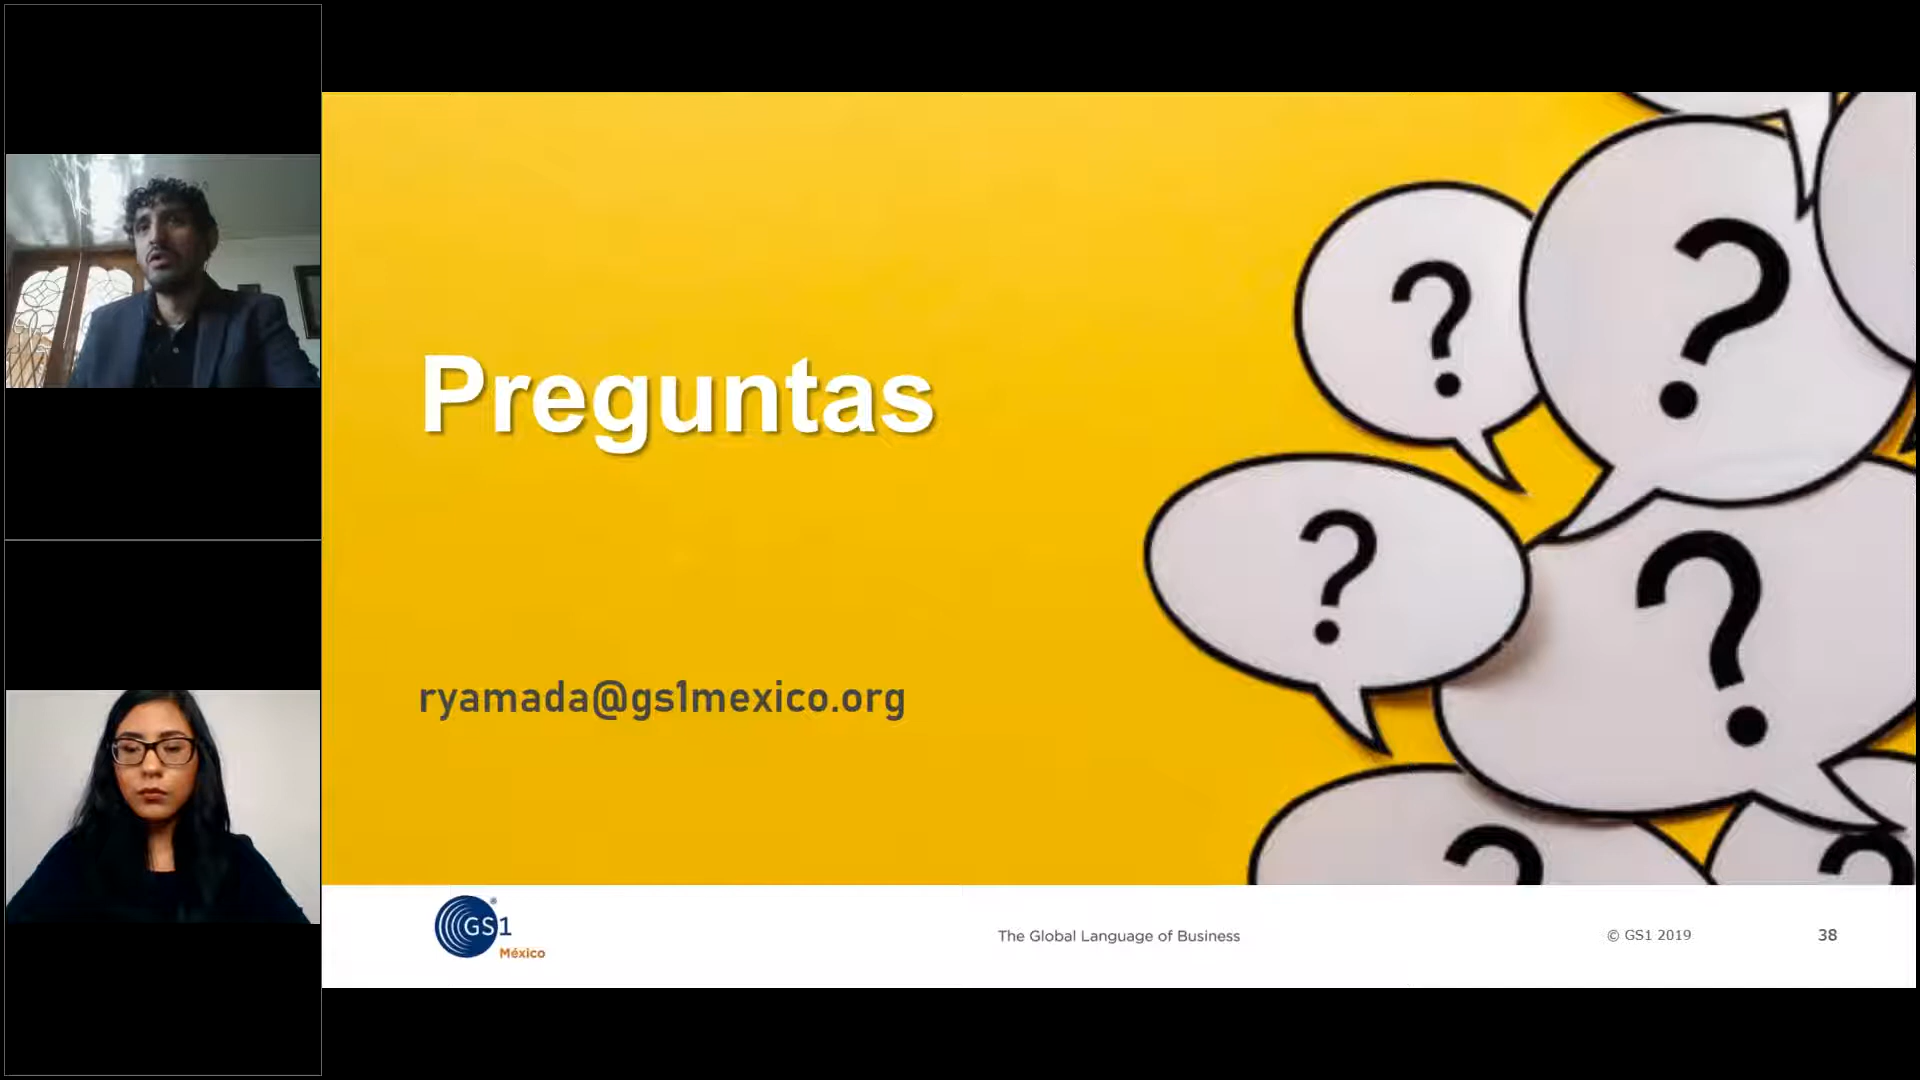 Preguntas
?
?
?
?
?
?
ryamada@gs1mexico.org
GS1
®
México
The Global Language of Business
© GS1 2019
38